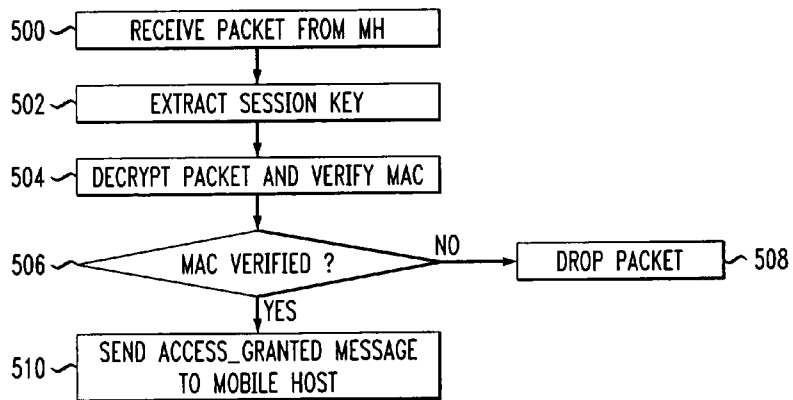 500 RECEIVE PACKET FROM MH
502 EXTRACT SESSION KEY
504 DECRYPT PACKET AND VERIFY MAC
506 MAC VERIFIED ?
NO
DROP PACKET 508
YES
510 SEND ACCESS_GRANTED MESSAGE
TO MOBILE HOST